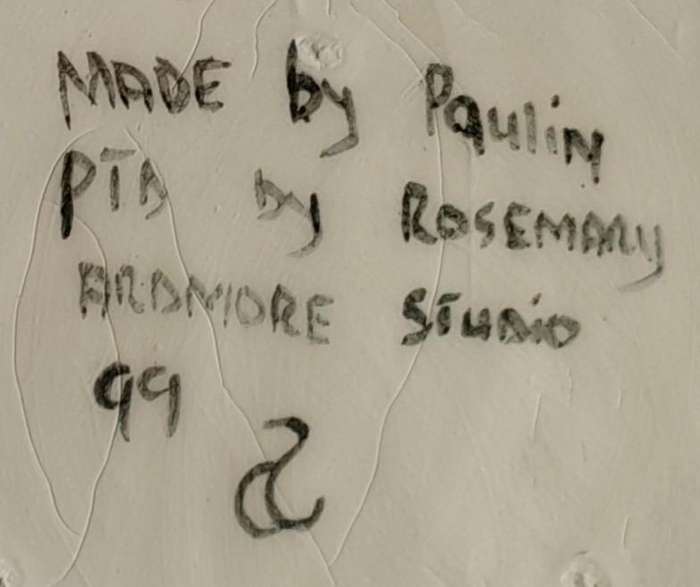 MADE by PauliN
PTD by ROSEMARY
ARDMORE STUDIO
99